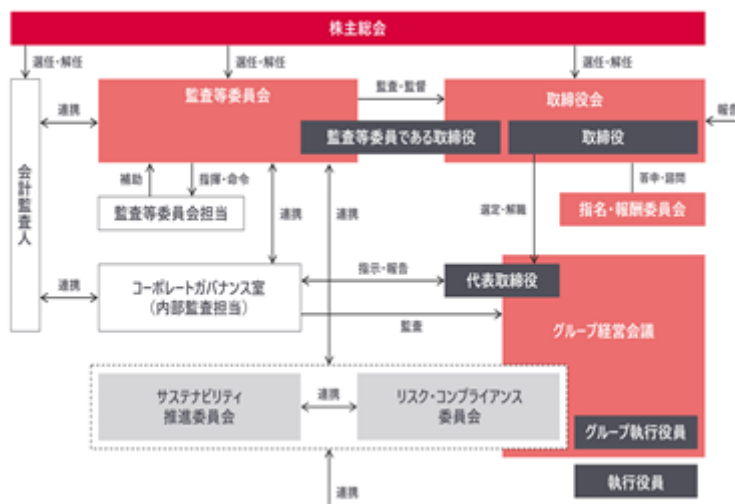 株主総会
選任・解任
選任・解任
選任・解任
監査等委員会
監査・監督
取締役会
連携
報告
監査等委員である取締役
取締役
会計監査人
補助
指揮・命令
答申・諮問
監査等委員会担当
連携
連携
選定・解職
指名・報酬委員会
コーポレートガバナンス室
(内部監査担当)
指示・報告
代表取締役
連携
監査
グループ経営会議
サステナビリティ
推進委員会
連携
リスク・コンプライアンス
委員会
グループ執行役員
執行役員
連携